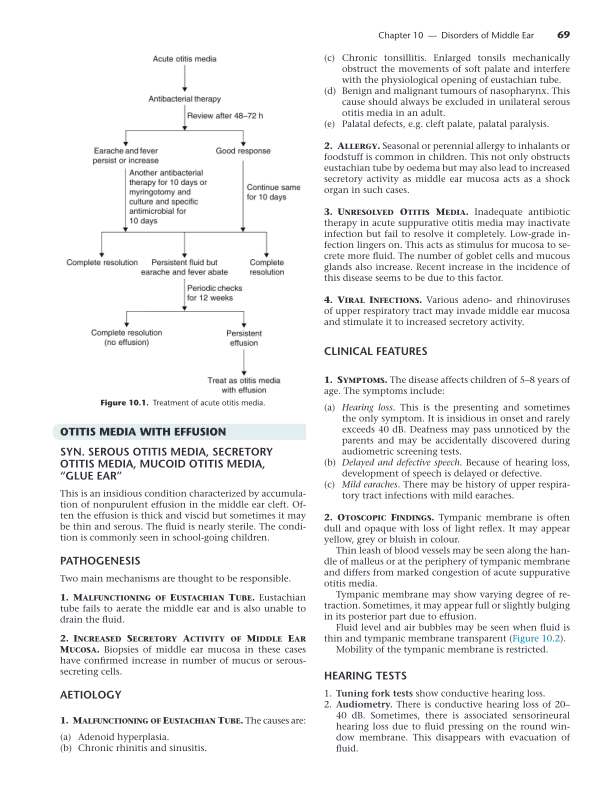 Chapter 10 — Disorders of Middle Ear 69
Acute otitis media
Antibacterial therapy
Review after 48–72 h
Earache and fever
persist or increase
Good response
Another antibacterial
therapy for 10 days or
myringotomy and
culture and specific
antimicrobial for
10 days
Continue same
for 10 days
Complete resolution
Persistent fluid but
earache and fever abate
Complete
resolution
Periodic checks
for 12 weeks
Complete resolution
(no effusion)
Persistent
effusion
Treat as otitis media
with effusion
Figure 10.1. Treatment of acute otitis media.
OTITIS MEDIA WITH EFFUSION
SYN. SEROUS OTITIS MEDIA, SECRETORY
OTITIS MEDIA, MUCOID OTITIS MEDIA,
“GLUE EAR”
This is an insidious condition characterized by accumula-
tion of nonpurulent effusion in the middle ear cleft. Of-
ten the effusion is thick and viscid but sometimes it may
be thin and serous. The fluid is nearly sterile. The condi-
tion is commonly seen in school-going children.
PATHOGENESIS
Two main mechanisms are thought to be responsible.
1. MALFUNCTIONING OF EUSTACHIAN TUBE. Eustachian
tube fails to aerate the middle ear and is also unable to
drain the fluid.
2. INCREASED SECRETORY ACTIVITY OF MIDDLE EAR
MUCOSA. Biopsies of middle ear mucosa in these cases
have confirmed increase in number of mucus or serous-
secreting cells.
AETIOLOGY
1. MALFUNCTIONING OF EUSTACHIAN TUBE. The causes are:
(a) Adenoid hyperplasia.
(b) Chronic rhinitis and sinusitis.
(c) Chronic tonsillitis. Enlarged tonsils mechanically
obstruct the movements of soft palate and interfere
with the physiological opening of eustachian tube.
(d) Benign and malignant tumours of nasopharynx. This
cause should always be excluded in unilateral serous
otitis media in an adult.
(e) Palatal defects, e.g. cleft palate, palatal paralysis.
2. ALLERGY. Seasonal or perennial allergy to inhalants or
foodstuff is common in children. This not only obstructs
eustachian tube by oedema but may also lead to increased
secretory activity as middle ear mucosa acts as a shock
organ in such cases.
3. UNRESOLVED OTITIS MEDIA. Inadequate antibiotic
therapy in acute suppurative otitis media may inactivate
infection but fail to resolve it completely. Low-grade in-
fection lingers on. This acts as stimulus for mucosa to se-
crete more fluid. The number of goblet cells and mucous
glands also increase. Recent increase in the incidence of
this disease seems to be due to this factor.
4. VIRAL INFECTIONS. Various adeno- and rhinoviruses
of upper respiratory tract may invade middle ear mucosa
and stimulate it to increased secretory activity.
CLINICAL FEATURES
1. SYMPTOMS. The disease affects children of 5–8 years of
age. The symptoms include:
(a) Hearing loss. This is the presenting and sometimes
the only symptom. It is insidious in onset and rarely
exceeds 40 dB. Deafness may pass unnoticed by the
parents and may be accidentally discovered during
audiometric screening tests.
(b) Delayed and defective speech. Because of hearing loss,
development of speech is delayed or defective.
(c) Mild earaches. There may be history of upper respira-
tory tract infections with mild earaches.
2. OTOSCOPIC FINDINGS. Tympanic membrane is often
dull and opaque with loss of light reflex. It may appear
yellow, grey or bluish in colour.
Thin leash of blood vessels may be seen along the han-
dle of malleus or at the periphery of tympanic membrane
and differs from marked congestion of acute suppurative
otitis media.
Tympanic membrane may show varying degree of re-
traction. Sometimes, it may appear full or slightly bulging
in its posterior part due to effusion.
Fluid level and air bubbles may be seen when fluid is
thin and tympanic membrane transparent (Figure 10.2).
Mobility of the tympanic membrane is restricted.
HEARING TESTS
1. Tuning fork tests show conductive hearing loss.
2. Audiometry. There is conductive hearing loss of 20–
40 dB. Sometimes, there is associated sensorineural
hearing loss due to fluid pressing on the round win-
dow membrane. This disappears with evacuation of
fluid.